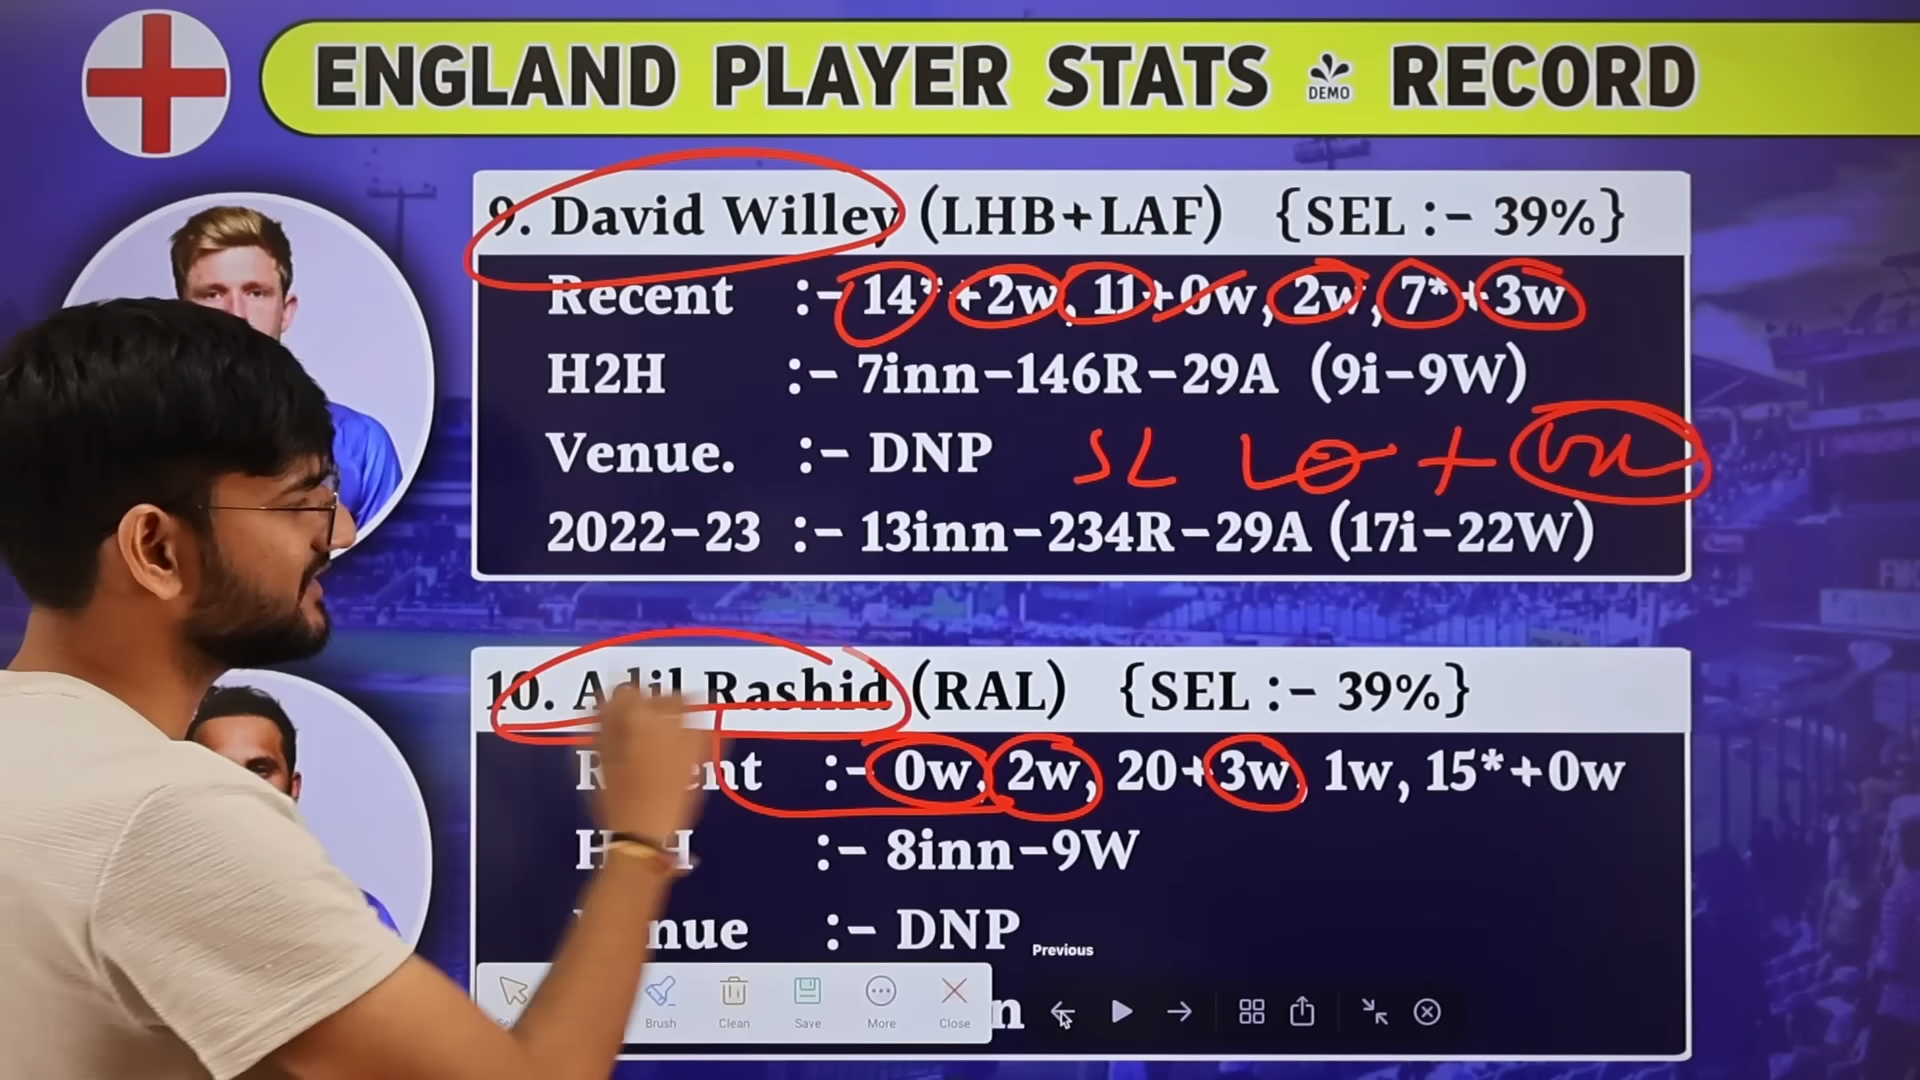 ENGLAND PLAYER STATS & DEMO RECORD
9. David Willey (LHB+LAF) {SEL :- 39%}
Recent :- 14*+2w, 11+0w, 2w, 7*+3w
H2H :- 7inn-146R-29A (9i-9W)
Venue. :- DNP SL
2022-23 :- 13inn-234R-29A (17i-22W)
10. Adil Rashid (RAL) {SEL :- 39%}
:- 0w, 2w, 20+3w, 1w, 15*+0w
:- 8inn-9W
:- DNP
Previous
Brush Clean Save More Close